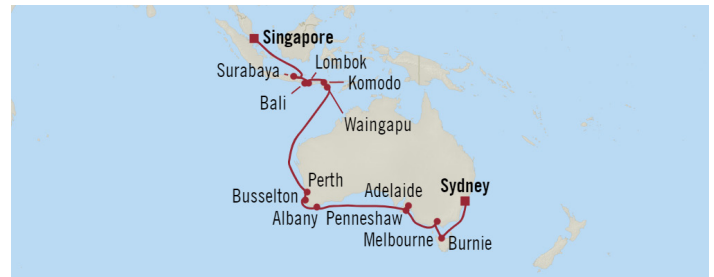 Singapore
Surabaya
Lombok
Bali
Komodo
Waingapu
Perth
Busselton
Albany
Penneshaw
Adelaide
Sydney
Melbourne
Burnie